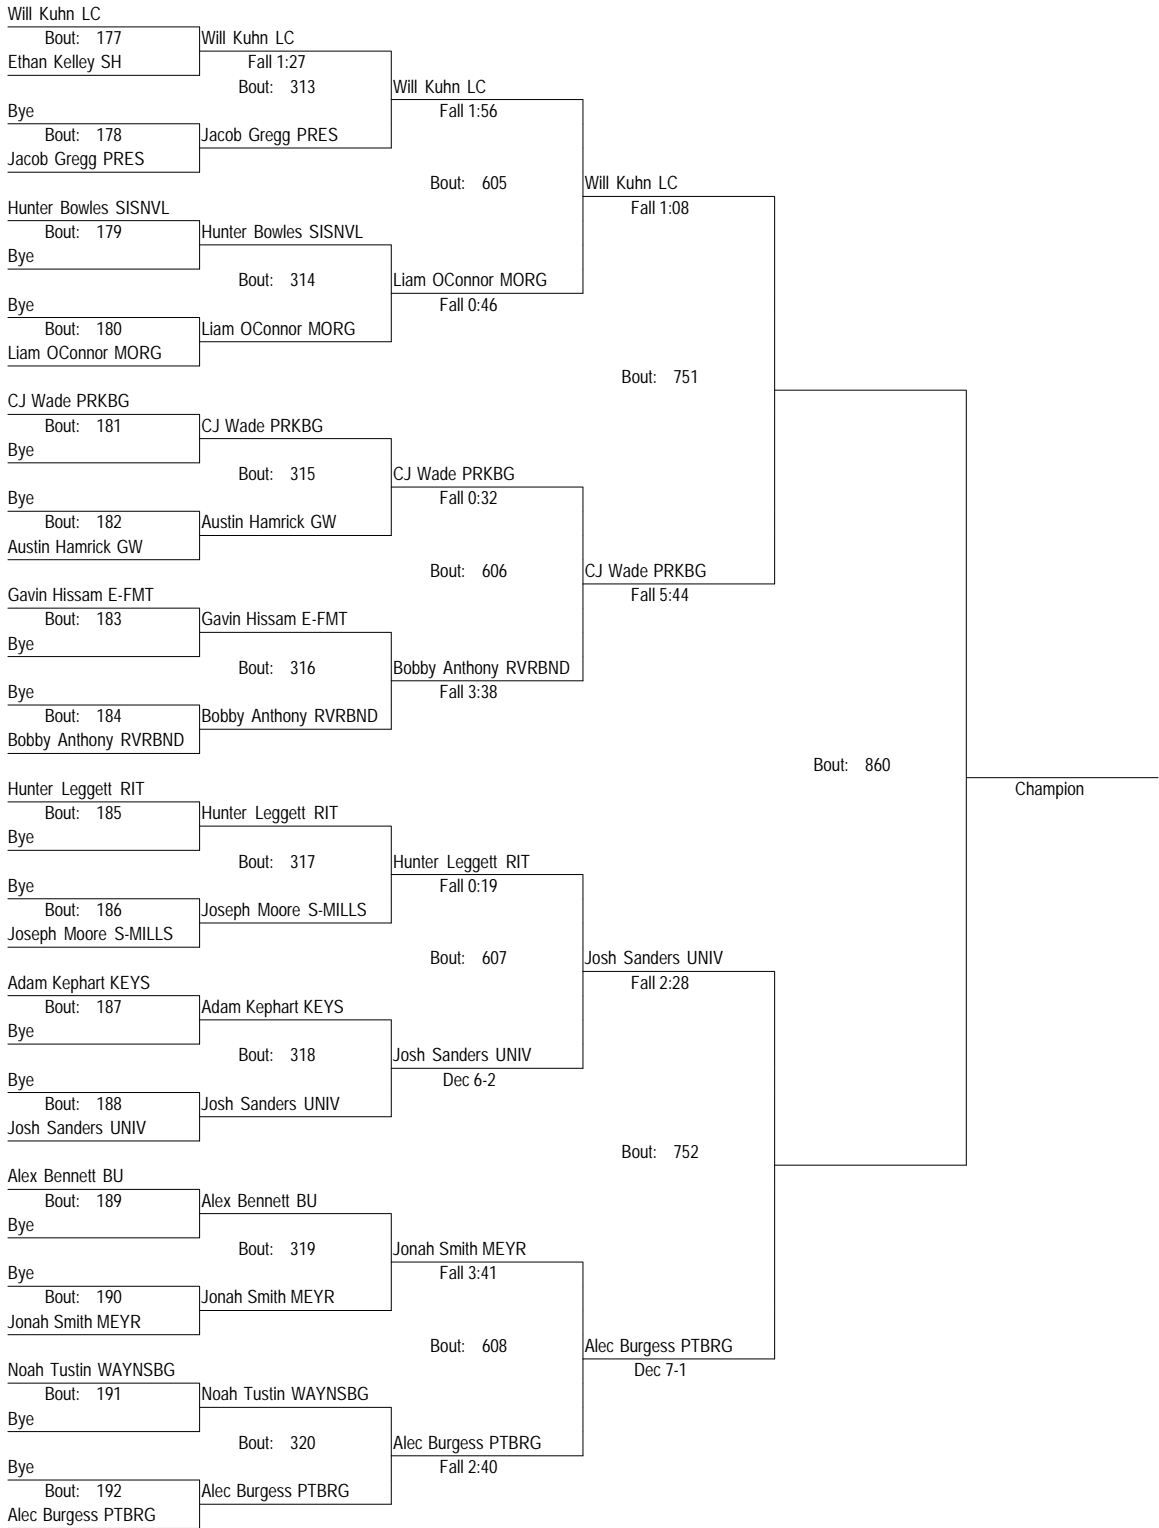 Will Kuhn LC
Bout: 177
Ethan Kelley SH
Bye
Bout: 178
Jacob Gregg PRES
Hunter Bowles SISNVL
Bout: 179
Bye
Bye
Bout: 180
Liam OConnor MORG
CJ Wade PRKBG
Bout: 181
Bye
Bye
Bout: 182
Austin Hamrick GW
Gavin Hissam E-FMT
Bout: 183
Bye
Bye
Bout: 184
Bobby Anthony RVRBND
Hunter Leggett RIT
Bout: 185
Bye
Bye
Bout: 186
Joseph Moore S-MILLS
Adam Kephart KEYS
Bout: 187
Bye
Bye
Bout: 188
Josh Sanders UNIV
Alex Bennett BU
Bout: 189
Bye
Bye
Bout: 190
Jonah Smith MEYR
Noah Tustin WAYNSBG
Bout: 191
Bye
Bye
Bout: 192
Alec Burgess PTBRG
Will Kuhn LC
Fall 1:27
Bout: 313
Jacob Gregg PRES
Hunter Bowles SISNVL
Bout: 314
Liam OConnor MORG
CJ Wade PRKBG
Bout: 315
Austin Hamrick GW
Gavin Hissam E-FMT
Bout: 316
Bobby Anthony RVRBND
Hunter Leggett RIT
Bout: 317
Joseph Moore S-MILLS
Adam Kephart KEYS
Bout: 318
Josh Sanders UNIV
Alex Bennett BU
Bout: 319
Jonah Smith MEYR
Noah Tustin WAYNSBG
Bout: 320
Alec Burgess PTBRG
Will Kuhn LC
Fall 1:56
Bout: 605
Liam OConnor MORG
Fall 0:46
CJ Wade PRKBG
Fall 0:32
Bout: 606
Bobby Anthony RVRBND
Fall 3:38
Hunter Leggett RIT
Fall 0:19
Bout: 607
Josh Sanders UNIV
Dec 6-2
Jonah Smith MEYR
Fall 3:41
Bout: 608
Alec Burgess PTBRG
Fall 2:40
Will Kuhn LC
Fall 1:08
Bout: 751
CJ Wade PRKBG
Fall 5:44
Josh Sanders UNIV
Fall 2:28
Bout: 752
Alec Burgess PTBRG
Dec 7-1
Bout: 860
Champion